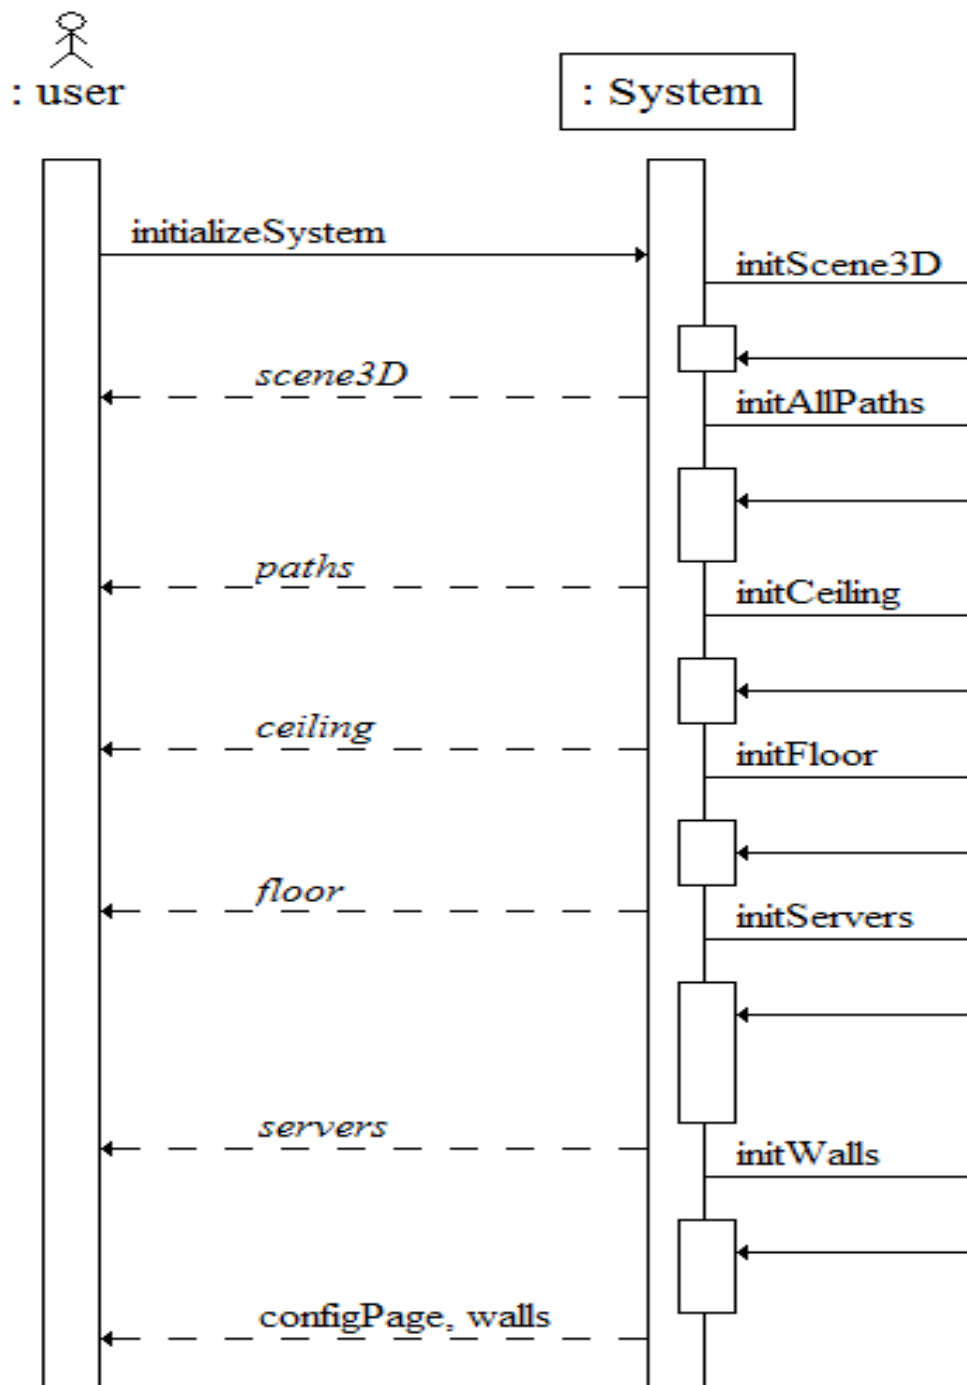 : user
: System
initializeSystem
initScene3D
scene3D
initAllPaths
paths
initCeiling
ceiling
initFloor
floor
initServers
servers
initWalls
configPage, walls